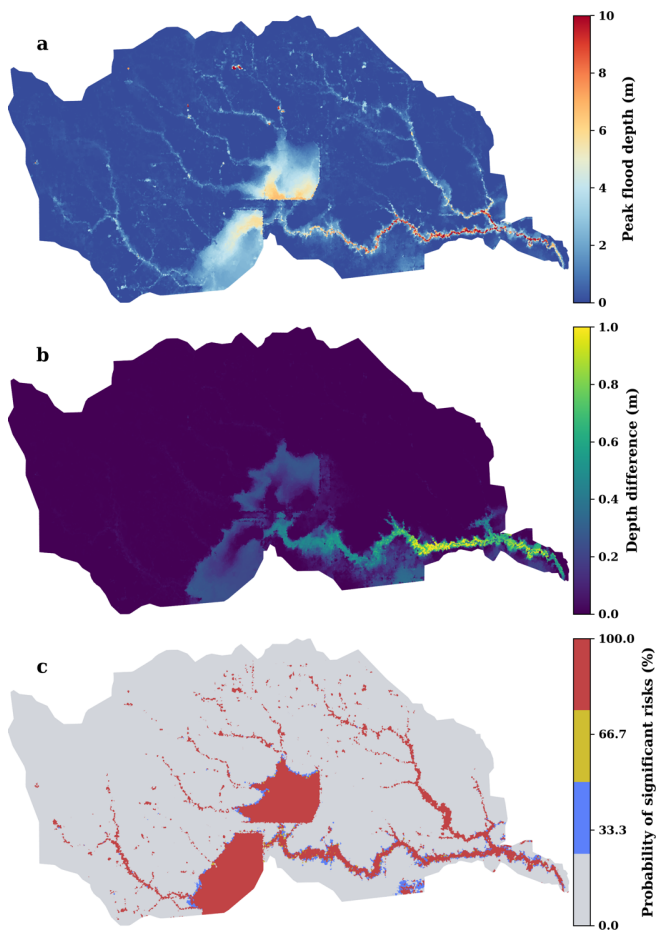 a
10
8
6
4
2
0
Peak flood depth (m)
b
1.0
0.8
0.6
0.4
0.2
0.0
Depth difference (m)
c
100.0
66.7
33.3
0.0
Probability of significant risks (%)